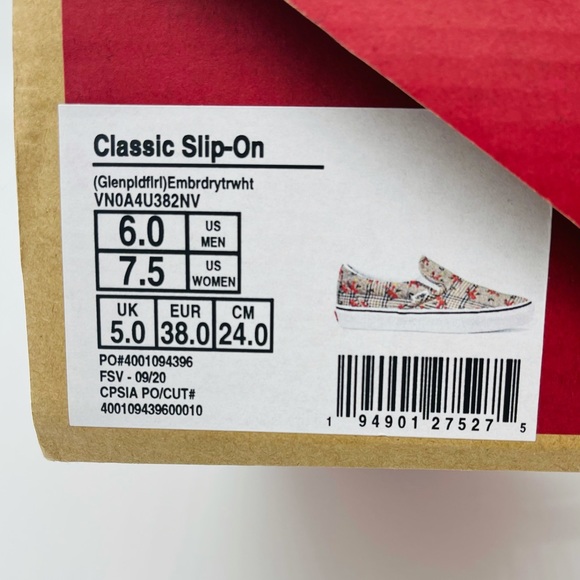 Classic Slip-On
(Glenpldflrl)Embrdrytrwht
VN0A4U382NV
6.0 US MEN
7.5 US WOMEN
UK EUR CM
5.0 38.0 24.0
PO#4001094396
FSV - 09/20
CPSIA PO/CUT#
400109439600010
1 94901 27527 5